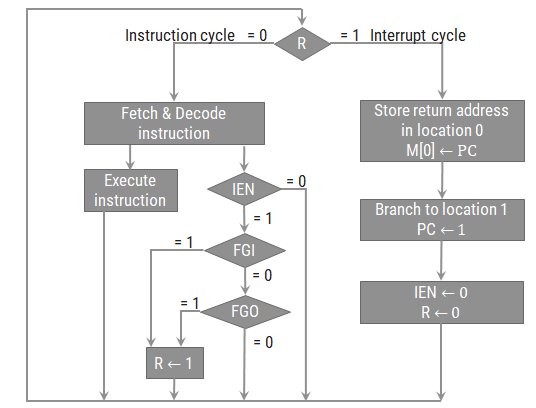 Instruction cycle = 0
R
= 1 Interrupt cycle
Fetch & Decode
instruction
Store return address
in location 0
M[0] ← PC
Execute
instruction
IEN
= 0
= 1
Branch to location 1
PC ← 1
= 1
FGI
= 0
= 1
FGO
= 0
IEN ← 0
R ← 0
R ← 1